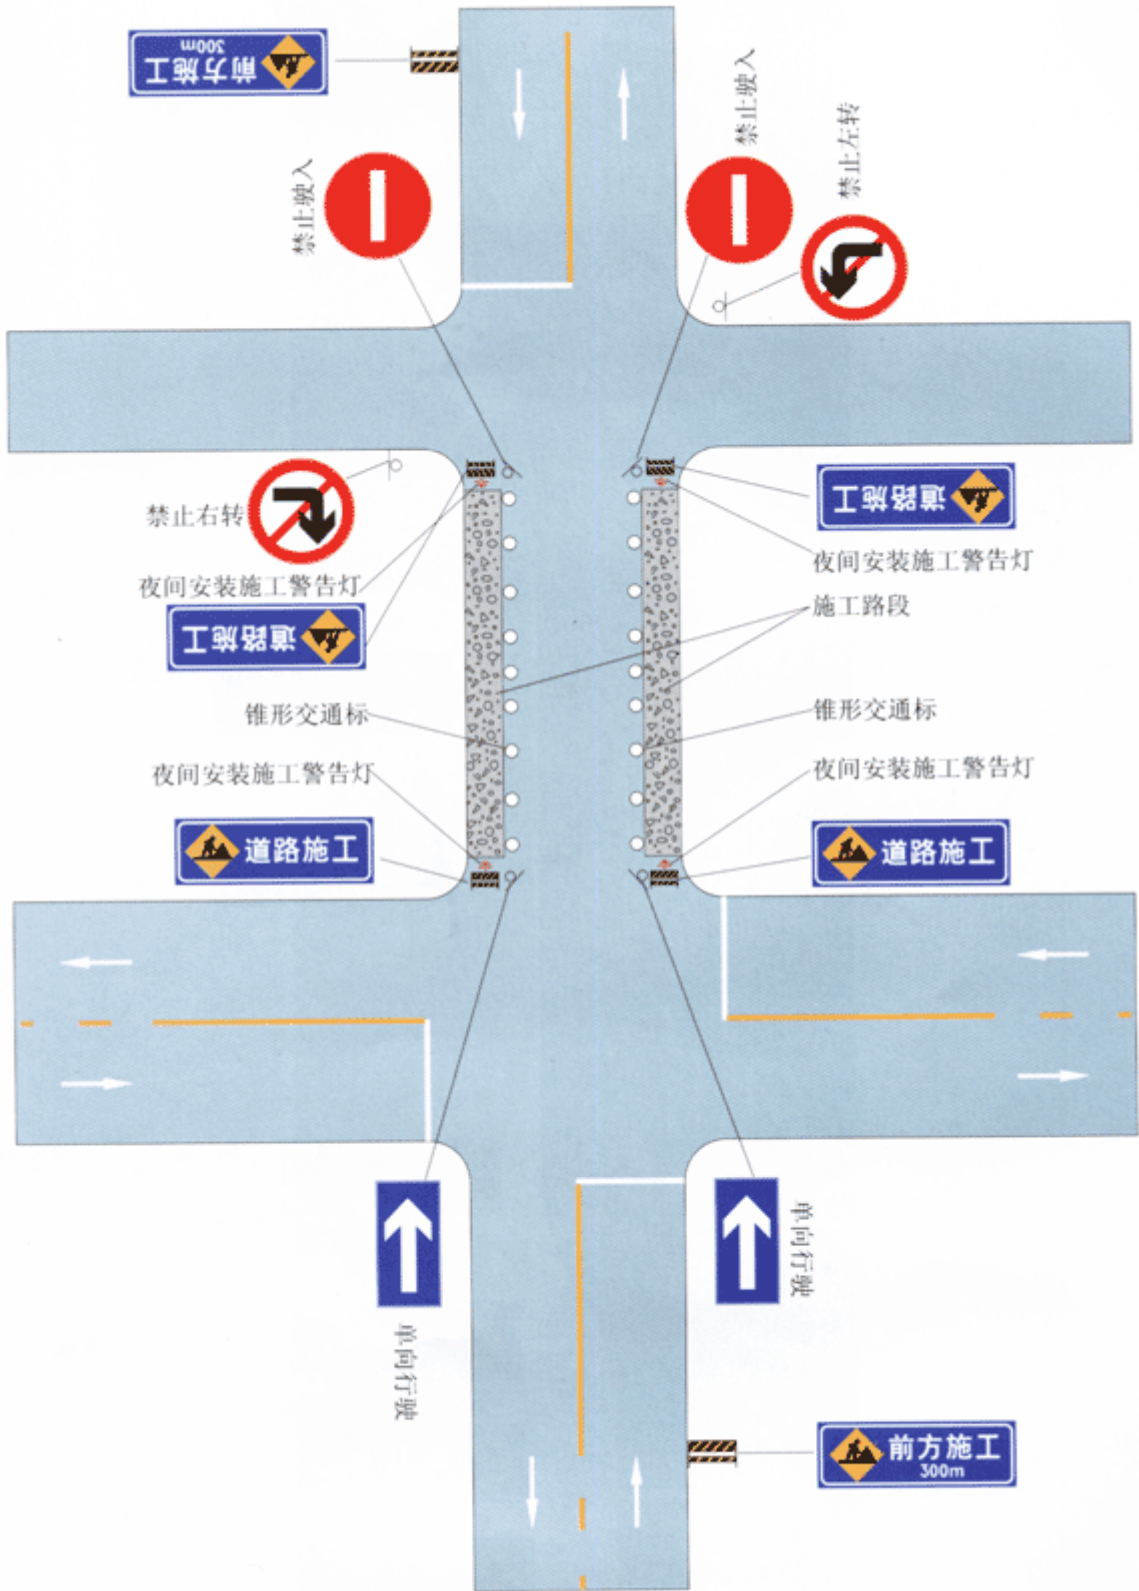 前方施工
300m
禁止驶入
禁止驶入
禁止左转
禁止右转
夜间安装施工警告灯
道路施工
道路施工
夜间安装施工警告灯
施工路段
锥形交通标
锥形交通标
夜间安装施工警告灯
夜间安装施工警告灯
道路施工
道路施工
单向行驶
单向行驶
前方施工
300m